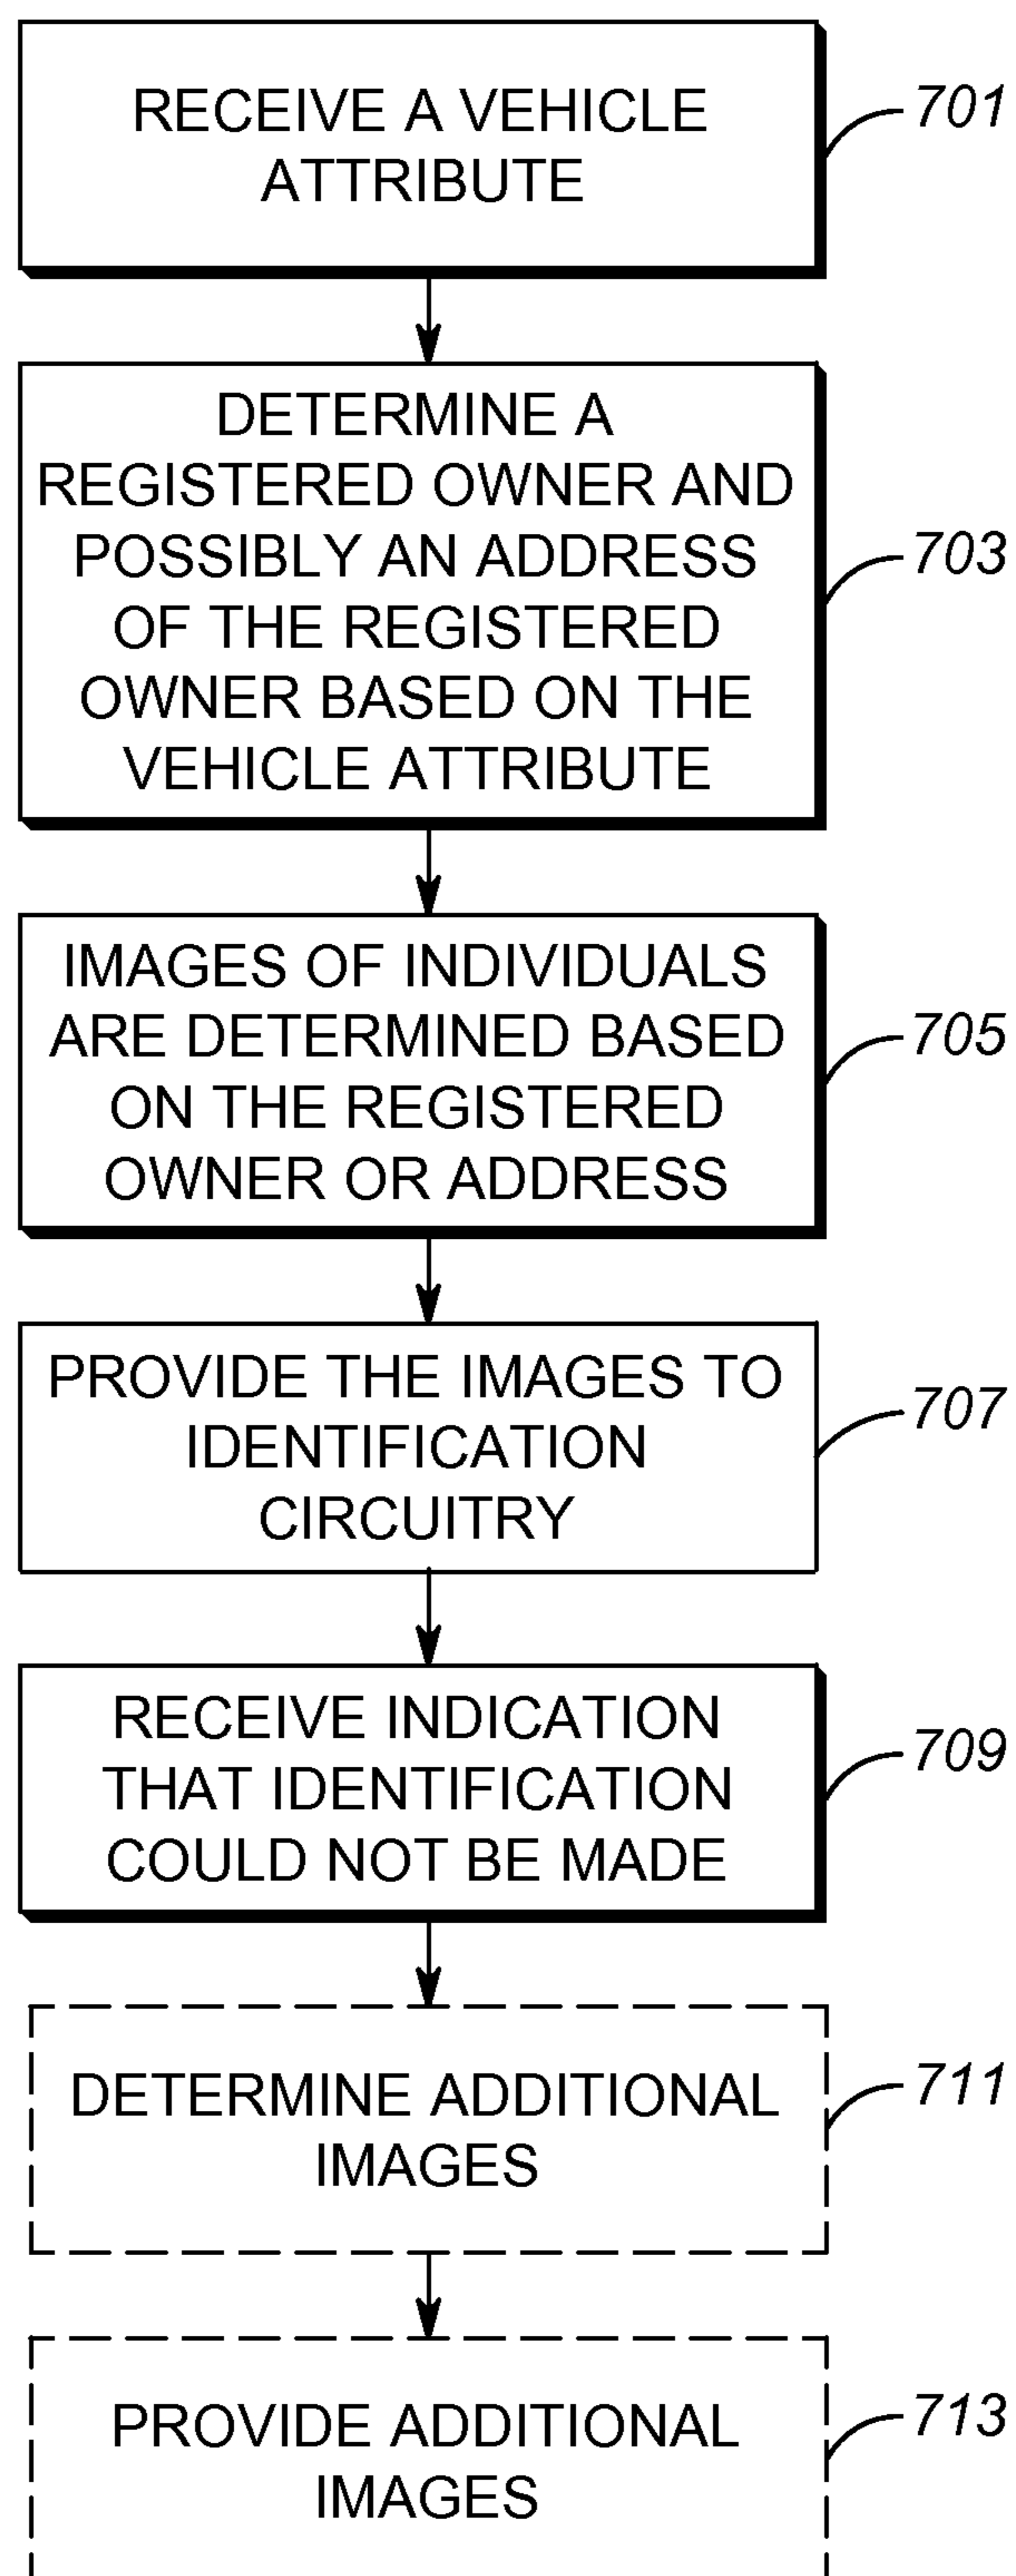 RECEIVE A VEHICLE
ATTRIBUTE
701
DETERMINE A
REGISTERED OWNER AND
POSSIBLY AN ADDRESS
OF THE REGISTERED
OWNER BASED ON THE
VEHICLE ATTRIBUTE
703
IMAGES OF INDIVIDUALS
ARE DETERMINED BASED
ON THE REGISTERED
OWNER OR ADDRESS
705
PROVIDE THE IMAGES TO
IDENTIFICATION
CIRCUITRY
707
RECEIVE INDICATION
THAT IDENTIFICATION
COULD NOT BE MADE
709
DETERMINE ADDITIONAL
IMAGES
711
PROVIDE ADDITIONAL
IMAGES
713